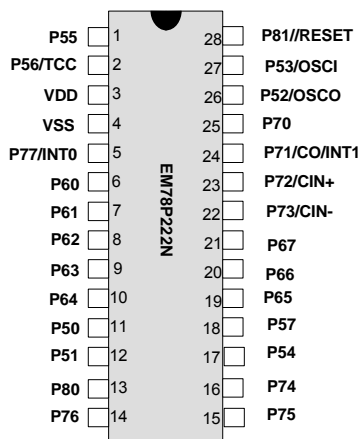 P55 1 28 P81//RESET
P56/TCC 2 27 P53/OSCI
VDD 3 26 P52/OSCO
VSS 4 25 P70
P77/INT0 5 24 P71/CO/INT1
P60 6 23 P72/CIN+
P61 7 22 P73/CIN-
P62 8 21 P67
P63 9 20 P66
P64 10 19 P65
P50 11 18 P57
P51 12 17 P54
P80 13 16 P74
P76 14 15 P75
EM78P222N